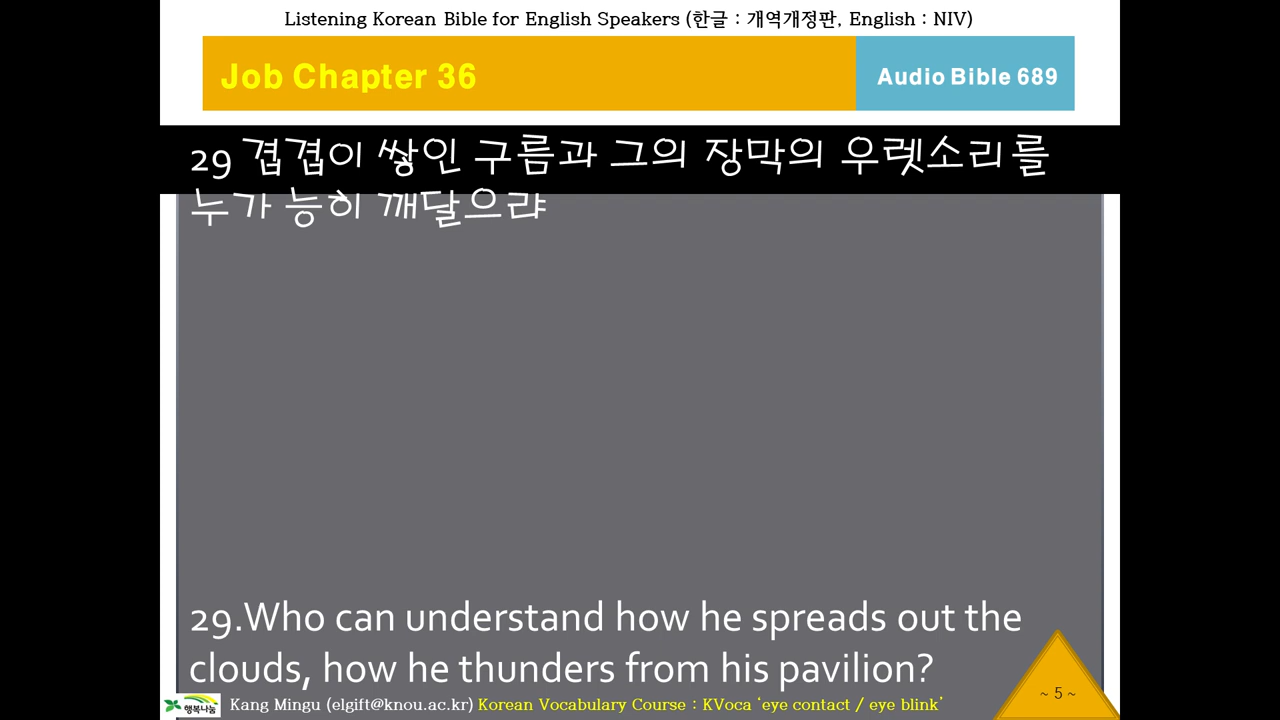 Listening Korean Bible for English Speakers (한글 : 개역개정판, English : NIV)
Job Chapter 36
Audio Bible 689
29 겹겹이 쌓인 구름과 그의 장막의 우렛소리를
누가 능히 깨달으랴
29.Who can understand how he spreads out the
clouds, how he thunders from his pavilion?
~ 5 ~
행복나눔
Kang Mingu (elgift@knou.ac.kr) Korean Vocabulary Course : KVoca ‘eye contact / eye blink’